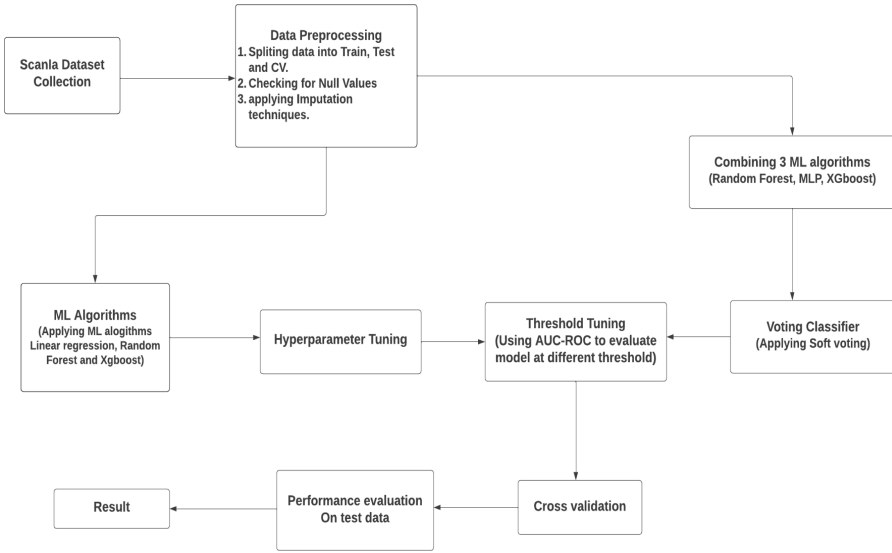 Scanla Dataset
Collection
Data Preprocessing
1. Spliting data into Train, Test
and CV.
2. Checking for Null Values
3. applying Imputation
techniques.
Combining 3 ML algorithms
(Random Forest, MLP, XGboost)
ML Algorithms
(Applying ML alogithms
Linear regression, Random
Forest and Xgboost)
Hyperparameter Tuning
Threshold Tuning
(Using AUC-ROC to evaluate
model at different threshold)
Voting Classifier
(Applying Soft voting)
Result
Performance evaluation
On test data
Cross validation